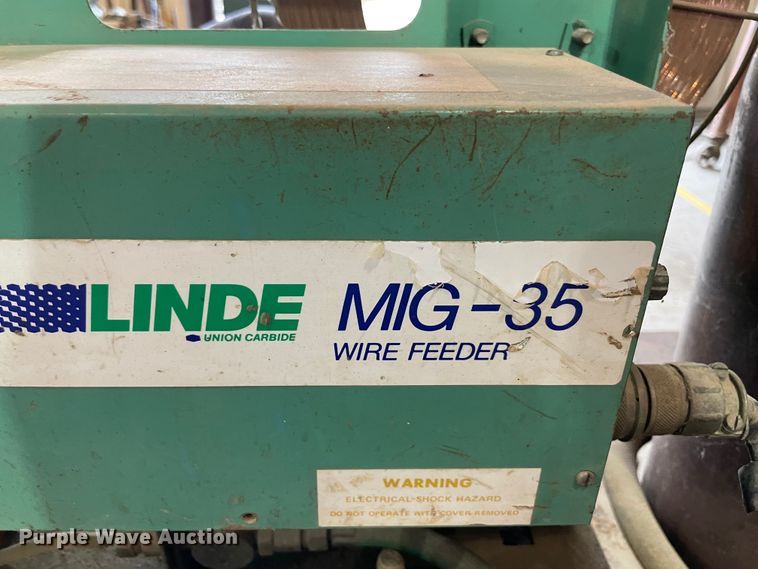 LINDE MIG-35
UNION CARBIDE
WIRE FEEDER
WARNING
ELECTRICAL-SHOCK HAZARD
DO NOT OPERATE WITH COVER REMOVED
Purple Wave Auction